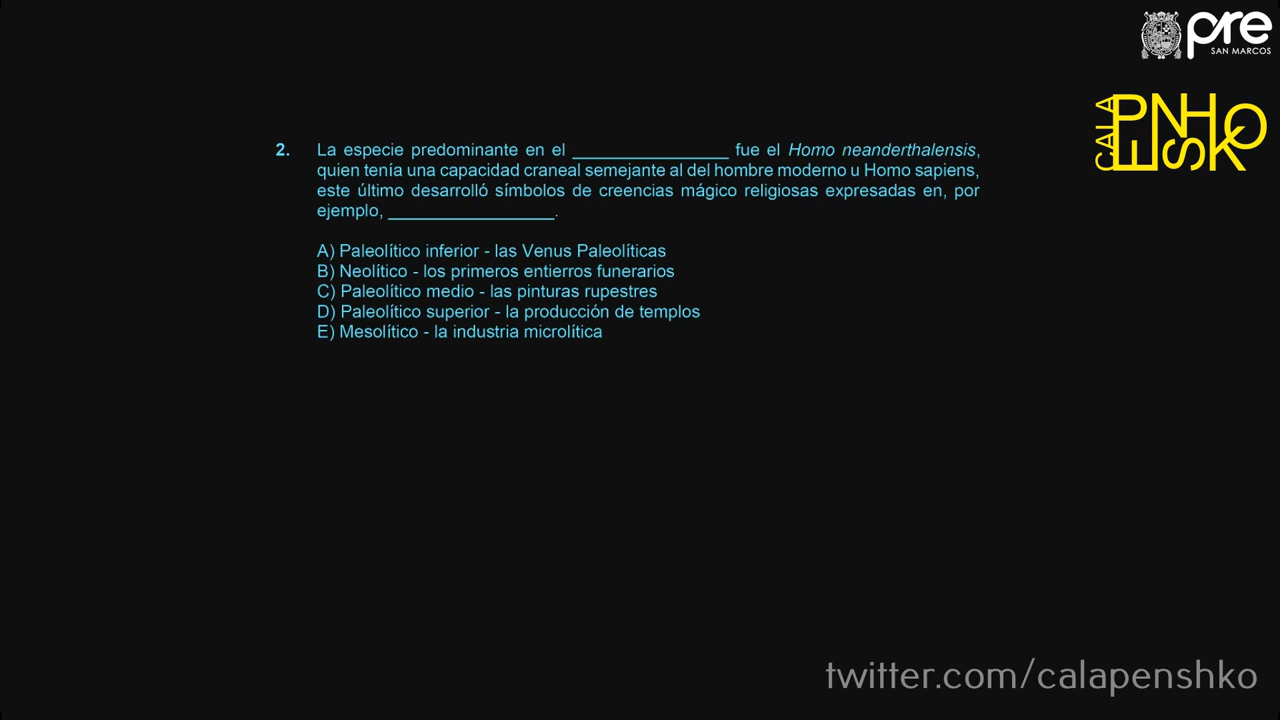 pre
SAN MARCOS
CALA
PENSHKO
2. La especie predominante en el ________________ fue el Homo neanderthalensis,
quien tenía una capacidad craneal semejante al del hombre moderno u Homo sapiens,
este último desarrolló símbolos de creencias mágico religiosas expresadas en, por
ejemplo, _________________.
A) Paleolítico inferior - las Venus Paleolíticas
B) Neolítico - los primeros entierros funerarios
C) Paleolítico medio - las pinturas rupestres
D) Paleolítico superior - la producción de templos
E) Mesolítico - la industria microlítica
twitter.com/calapenshko